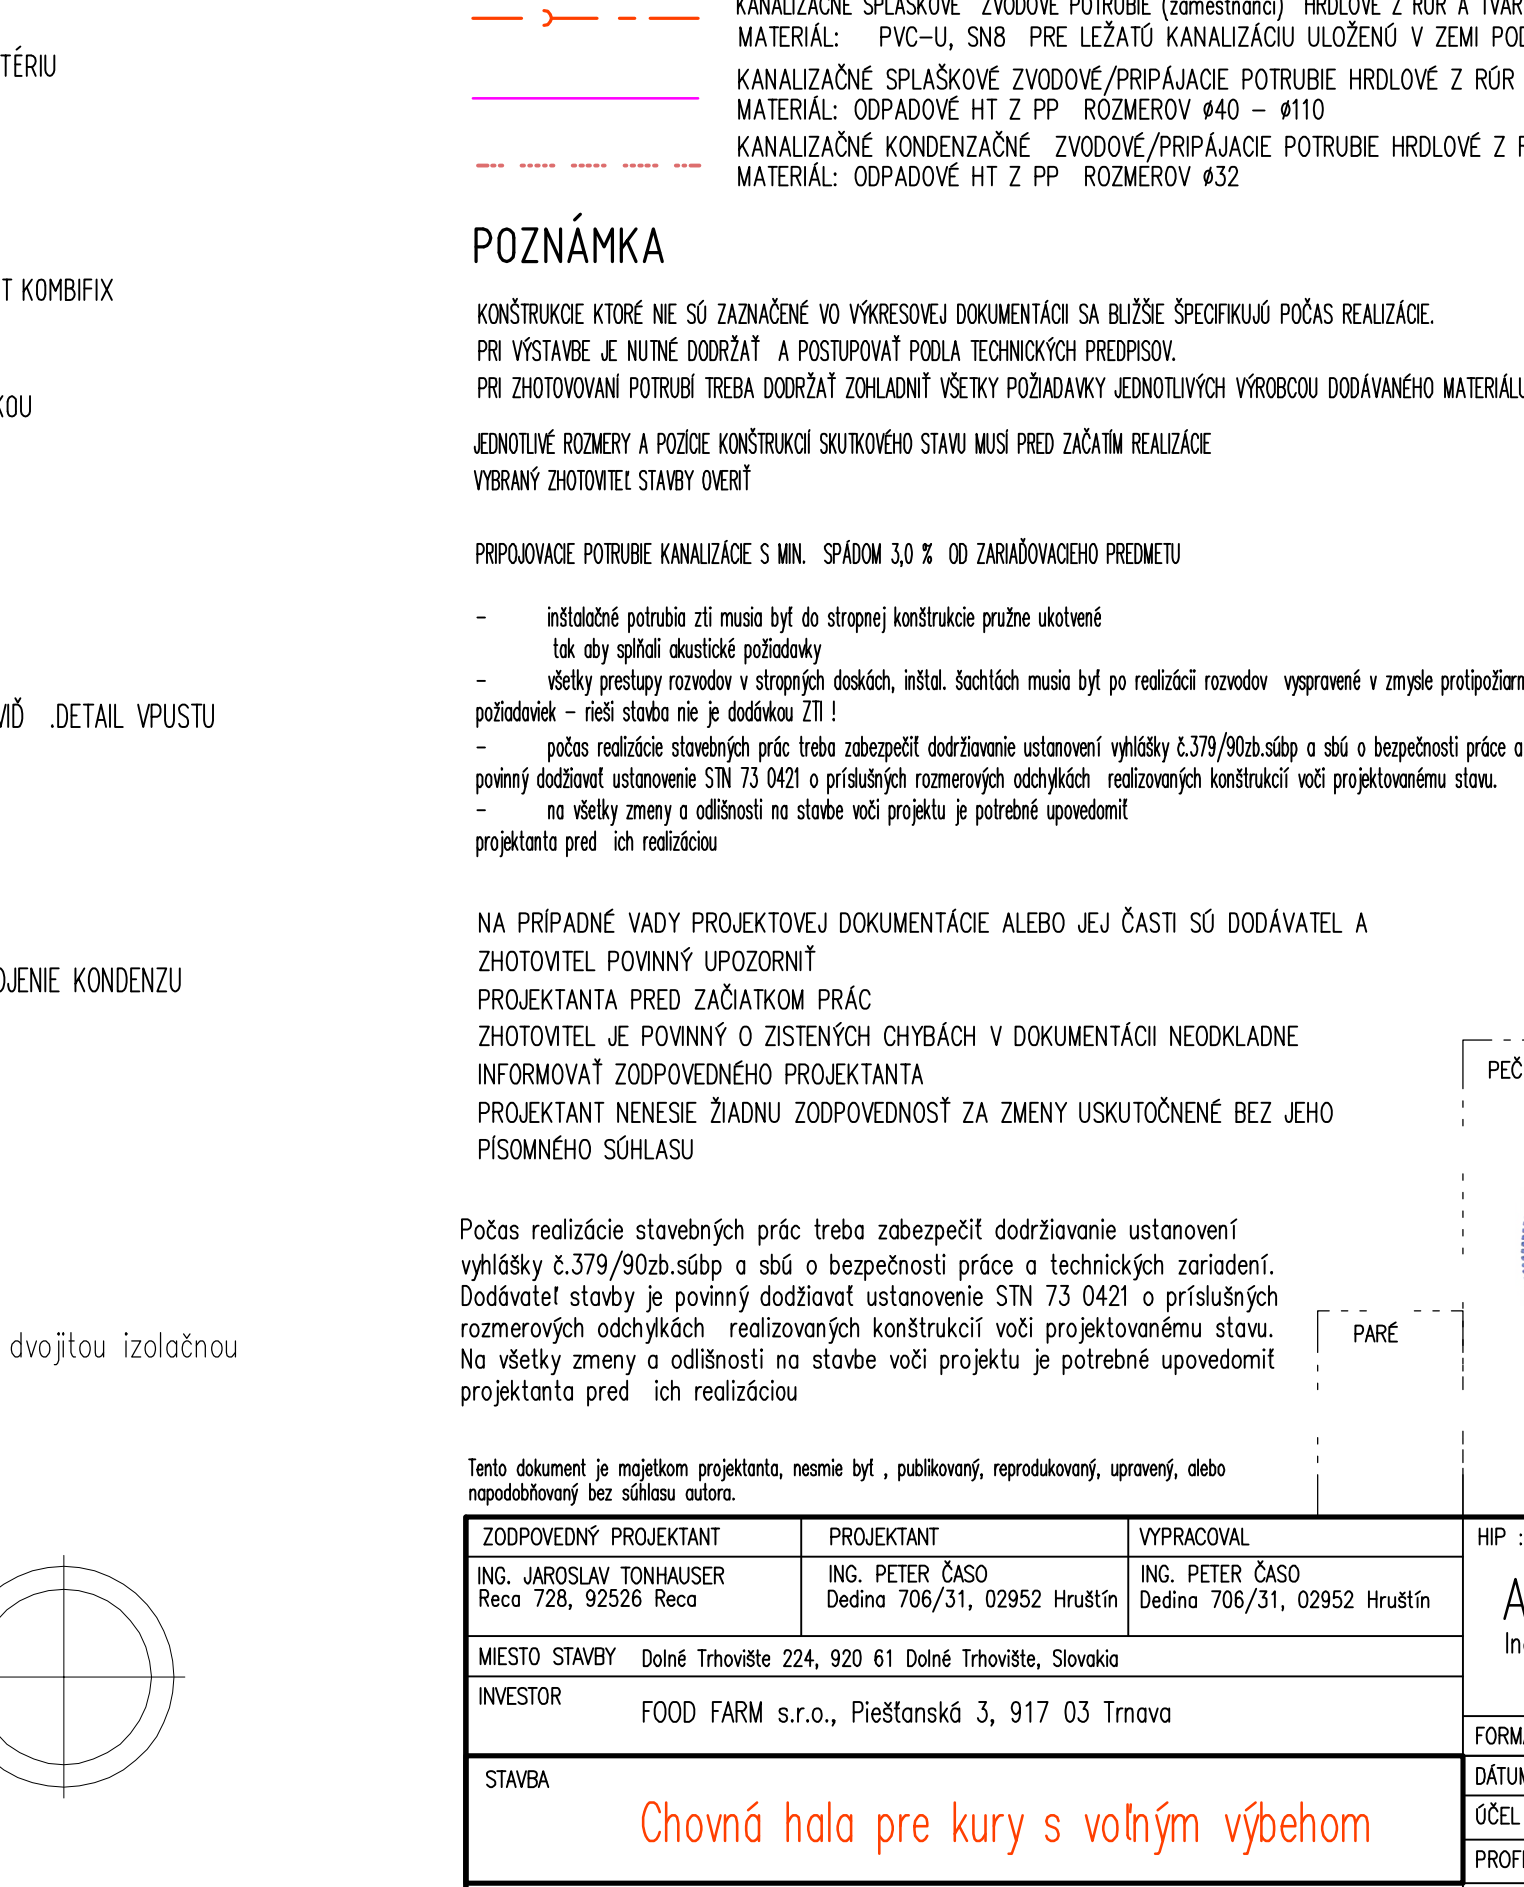 KANALIZAČNÉ SPLAŠKOVÉ ZVODOVÉ POTRUBIE (zamestnanci) HRDLOVÉ Z RÚR A TVAR
MATERIÁL: PVC-U, SN8 PRE LEŽATÚ KANALIZÁCIU ULOŽENÚ V ZEMI POD
KANALIZAČNÉ SPLAŠKOVÉ ZVODOVÉ/PRIPÁJACIE POTRUBIE HRDLOVÉ Z RÚR
MATERIÁL: ODPADOVÉ HT Z PP ROZMEROV ø40 - ø110
KANALIZAČNÉ KONDENZAČNÉ ZVODOVÉ/PRIPÁJACIE POTRUBIE HRDLOVÉ Z
MATERIÁL: ODPADOVÉ HT Z PP ROZMEROV ø32
TÉRIU
T KOMBIFIX
KOU
VIĎ .DETAIL VPUSTU
OJENIE KONDENZU
dvojitou izolačnou
POZNÁMKA
KONŠTRUKCIE KTORÉ NIE SÚ ZAZNAČENÉ VO VÝKRESOVEJ DOKUMENTÁCII SA BLIŽŠIE ŠPECIFIKUJÚ POČAS REALIZÁCIE.
PRI VÝSTAVBE JE NUTNÉ DODRŽAŤ A POSTUPOVAŤ PODLA TECHNICKÝCH PREDPISOV.
PRI ZHOTOVOVANÍ POTRUBÍ TREBA DODRŽAŤ ZOHLADNIŤ VŠETKY POŽIADAVKY JEDNOTLIVÝCH VÝROBCOU DODÁVANÉHO MATERIÁLU
JEDNOTLIVÉ ROZMERY A POZÍCIE KONŠTRUKCIÍ SKUTKOVÉHO STAVU MUSÍ PRED ZAČATÍM REALIZÁCIE
VYBRANÝ ZHOTOVITEĽ STAVBY OVERIŤ
PRIPOJOVACIE POTRUBIE KANALIZÁCIE S MIN. SPÁDOM 3,0 % OD ZARIAĎOVACIEHO PREDMETU
- inštalačné potrubia zti musia byť do stropnej konštrukcie pružne ukotvené
tak aby splňali akustické požiadavky
- všetky prestupy rozvodov v stropných doskách, inštal. šachtách musia byť po realizácii rozvodov vyspravené v zmysle protipožiarn
požiadaviek - rieši stavba nie je dodávkou ZTI !
- počas realizácie stavebných prác treba zabezpečiť dodržiavanie ustanovení vyhlášky č.379/90zb.súbp a sbú o bezpečnosti práce a
povinný dodžiavať ustanovenie STN 73 0421 o príslušných rozmerových odchylkách realizovaných konštrukcií voči projektovanému stavu.
- na všetky zmeny a odlišnosti na stavbe voči projektu je potrebné upovedomiť
projektanta pred ich realizáciou
NA PRÍPADNÉ VADY PROJEKTOVEJ DOKUMENTÁCIE ALEBO JEJ ČASTI SÚ DODÁVATEL A
ZHOTOVITEL POVINNÝ UPOZORNIŤ
PROJEKTANTA PRED ZAČIATKOM PRÁC
ZHOTOVITEL JE POVINNÝ O ZISTENÝCH CHYBÁCH V DOKUMENTÁCII NEODKLADNE
INFORMOVAŤ ZODPOVEDNÉHO PROJEKTANTA
PROJEKTANT NENESIE ŽIADNU ZODPOVEDNOSŤ ZA ZMENY USKUTOČNENÉ BEZ JEHO
PÍSOMNÉHO SÚHLASU
PEČ
Počas realizácie stavebných prác treba zabezpečiť dodržiavanie ustanovení
vyhlášky č.379/90zb.súbp a sbú o bezpečnosti práce a technických zariadení.
Dodávateľ stavby je povinný dodžiavať ustanovenie STN 73 0421 o príslušných
rozmerových odchylkách realizovaných konštrukcií voči projektovanému stavu.
Na všetky zmeny a odlišnosti na stavbe voči projektu je potrebné upovedomiť
projektanta pred ich realizáciou
PARÉ
Tento dokument je majetkom projektanta, nesmie byť , publikovaný, reprodukovaný, upravený, alebo
napodobňovaný bez súhlasu autora.
ZODPOVEDNÝ PROJEKTANT PROJEKTANT VYPRACOVAL HIP :
ING. JAROSLAV TONHAUSER ING. PETER ČASO ING. PETER ČASO
Reca 728, 92526 Reca Dedina 706/31, 02952 Hruštín Dedina 706/31, 02952 Hruštín
MIESTO STAVBY Dolné Trhovište 224, 920 61 Dolné Trhovište, Slovakia
INVESTOR
FOOD FARM s.r.o., Piešťanská 3, 917 03 Trnava
FORMÁ
DÁTUM
ÚČEL
PROFE
STAVBA
Chovná hala pre kury s voľným výbehom